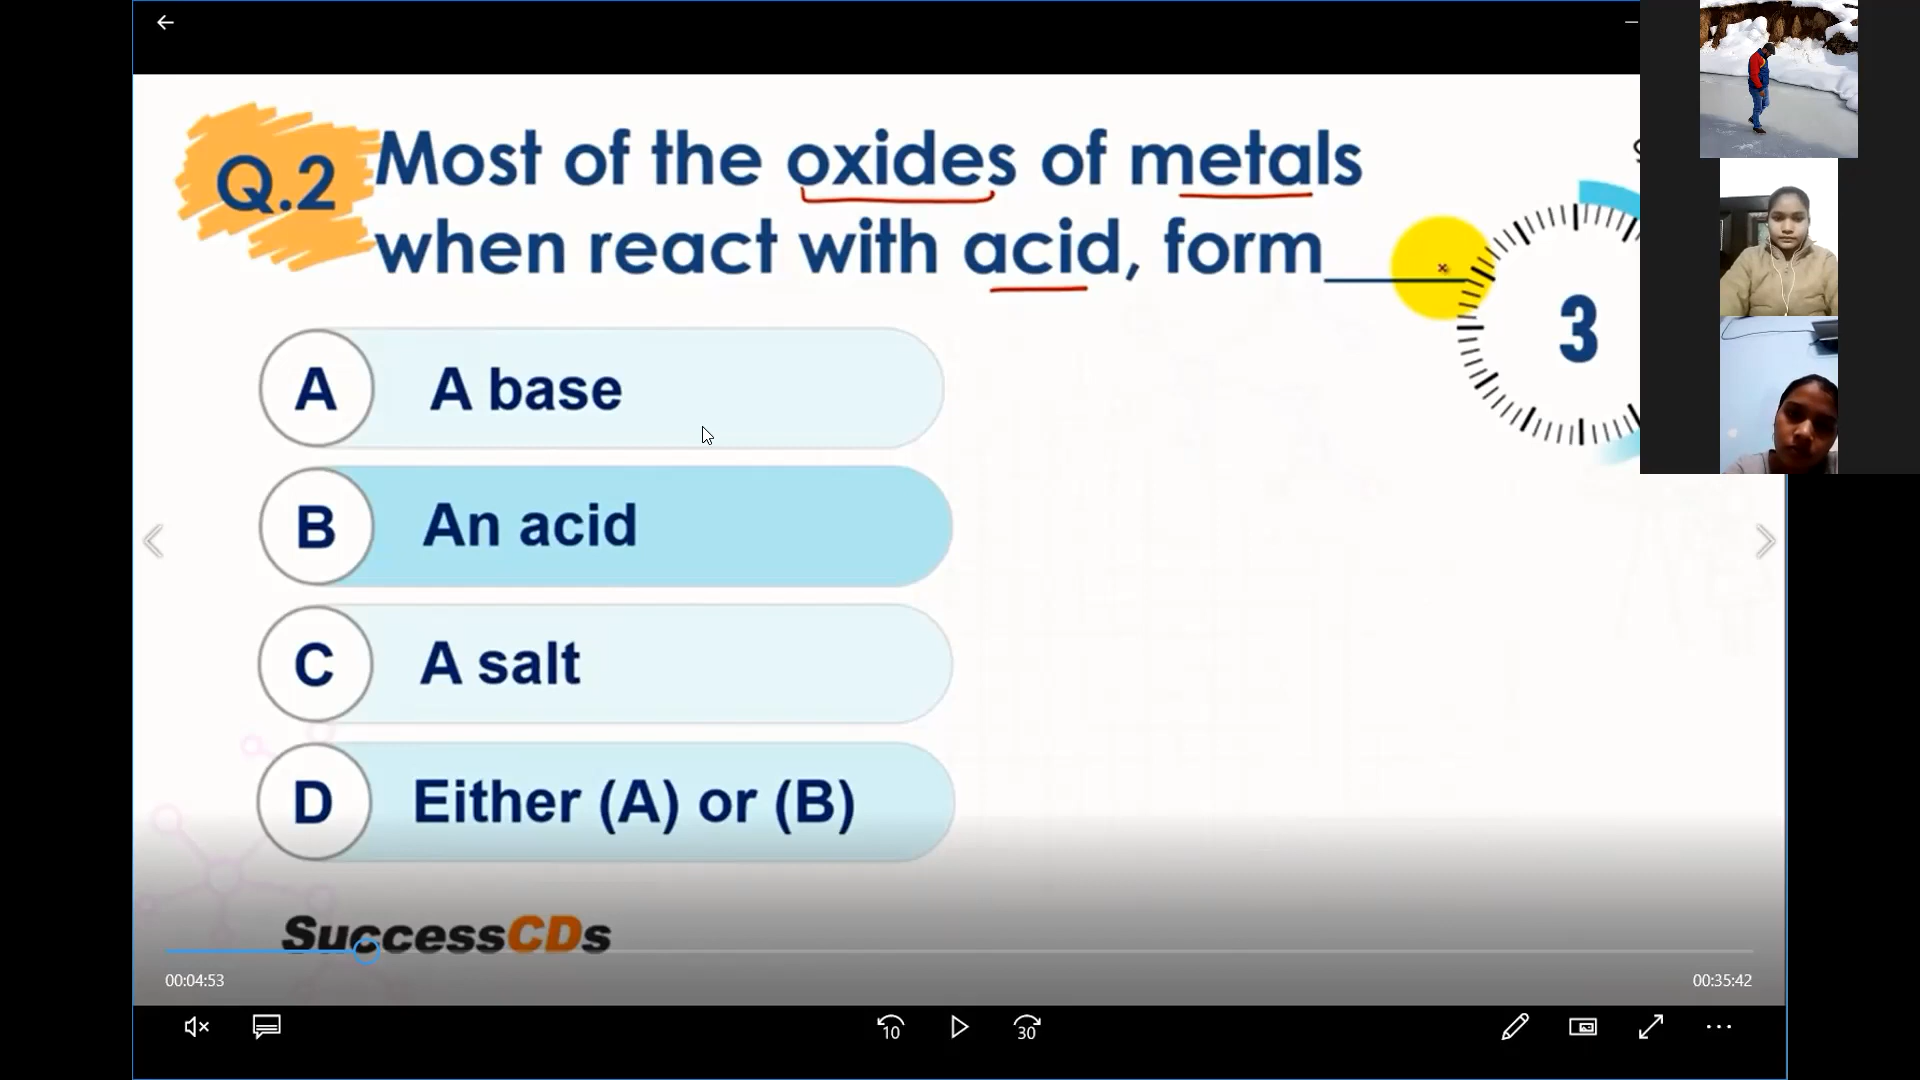 Q.2
Most of the oxides of metals
when react with acid, form______
3
A A base
B An acid
C A salt
D Either (A) or (B)
SuccessCDs
00:04:53
00:35:42
10
30